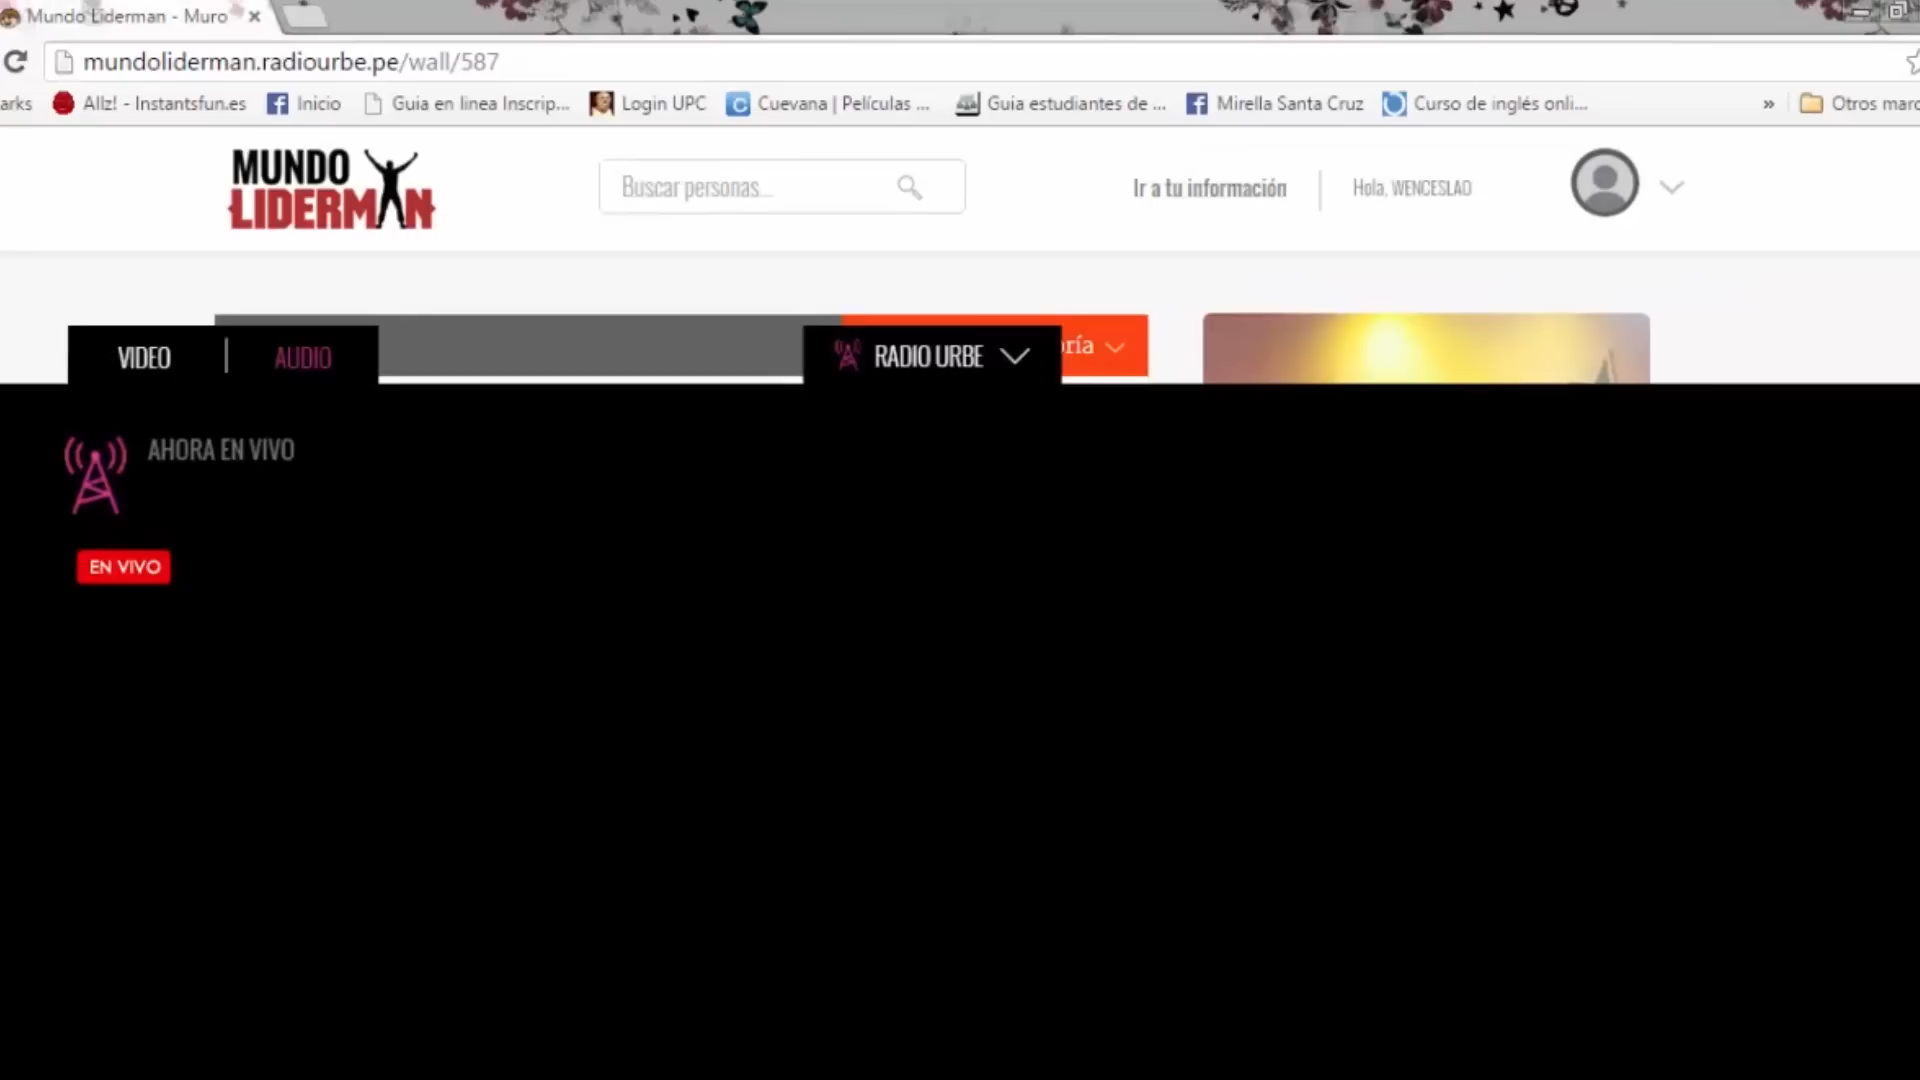 Mundo Liderman - Muro
mundoliderman.radiourbe.pe/wall/587
arks Allz! - Instantsfun.es Inicio Guia en linea Inscrip... Login UPC Cuevana | Películas ... Guia estudiantes de ... Mirella Santa Cruz Curso de inglés onli... » Otros marc
MUNDO
LIDERMAN
Buscar personas...
Ir a tu información
Hola, WENCESLAO
VIDEO | AUDIO
RADIO URBE
oría
AHORA EN VIVO
EN VIVO